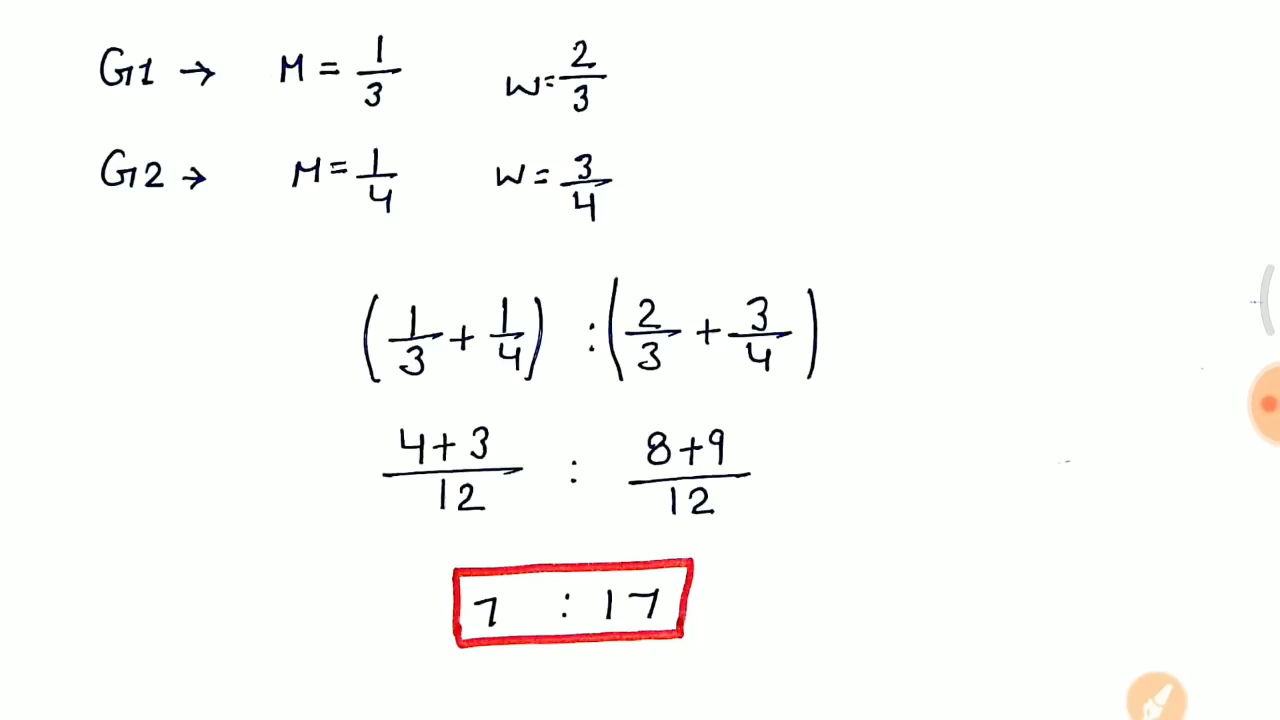 G1 → M = 1/3 W = 2/3
G2 → M = 1/4 W = 3/4
(1/3 + 1/4) : (2/3 + 3/4)
4+3/12 : 8+9/12
7 : 17